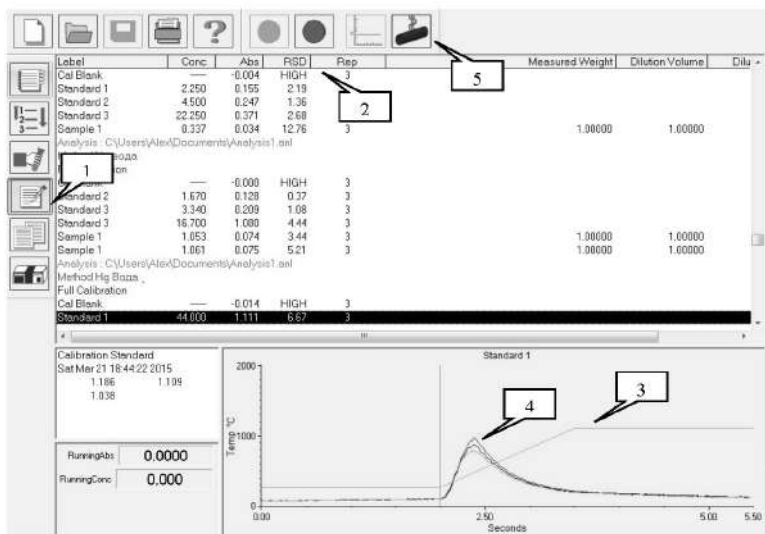 Label Conc Abs RSD Rep Measured Weight Dilution Volume Dilu
Cal Blank ---- -0.004 HIGH 3
Standard 1 2.250 0.155 2.19
Standard 2 4.500 0.247 1.36
Standard 3 22.250 0.371 2.68
Sample 1 0.337 0.034 12.76 3 1.00000 1.00000
Analysis : C:\Users\Alex\Documents\Analysis1.anl
вода
---- -0.000 HIGH 3
Standard 2 1.670 0.128 0.37 3
Standard 3 3.340 0.209 1.08 3
Standard 3 16.700 1.080 4.44 3
Sample 1 1.053 0.074 3.44 3 1.00000 1.00000
Sample 1 1.061 0.075 5.21 3 1.00000 1.00000
Analysis : C:\Users\Alex\Documents\Analysis1.anl
Method Hg Вода
Full Calibration
Cal Blank ---- -0.014 HIGH 3
Standard 1 44.000 1.111 6.67 3
1
2
5
Calibration Standard
Sat Mar 21 18:44:22 2015
1.186 1.109
1.038
RunningAbs 0.0000
RunningConc 0.000
Standard 1
Temp °C
2000
1000
0
0.00 2.50 5.00 5.50
Seconds
4
3